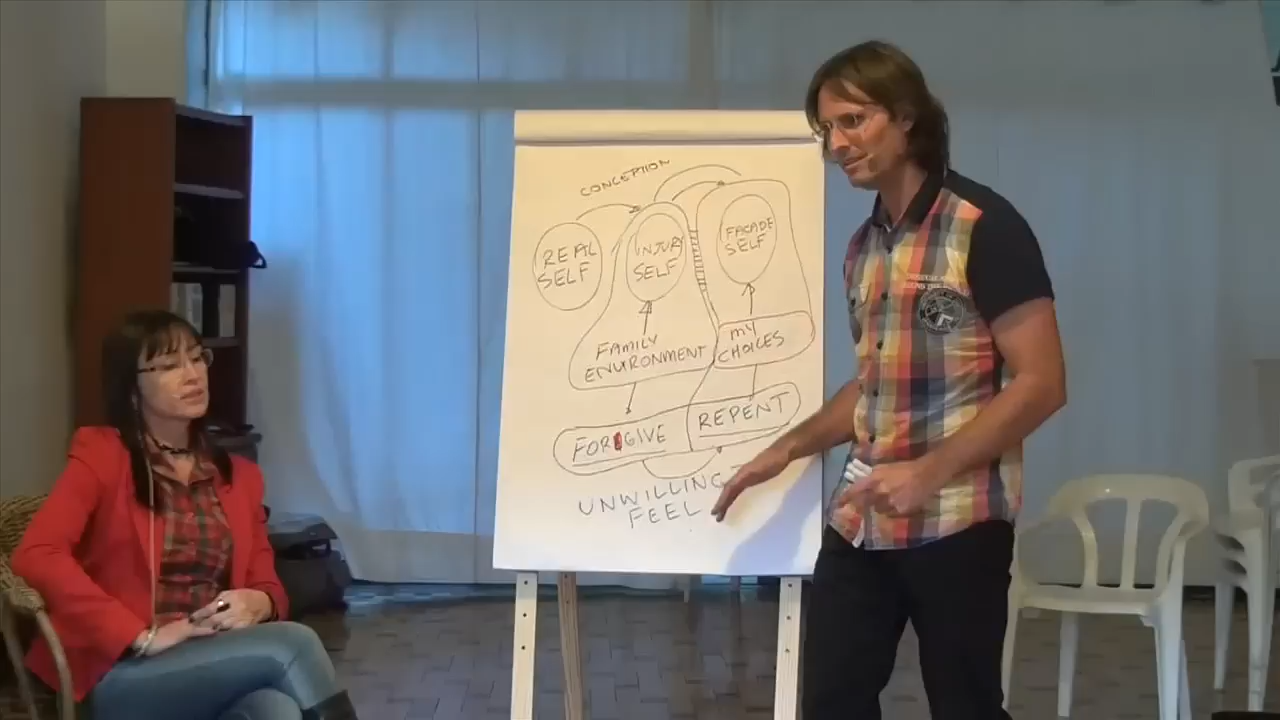 CONCEPTION
REAL
SELF
INJURY
SELF
FACADE
SELF
FAMILY
ENVIRONMENT
MY
CHOICES
FORGIVE
REPENT
UNWILLING
FEEL